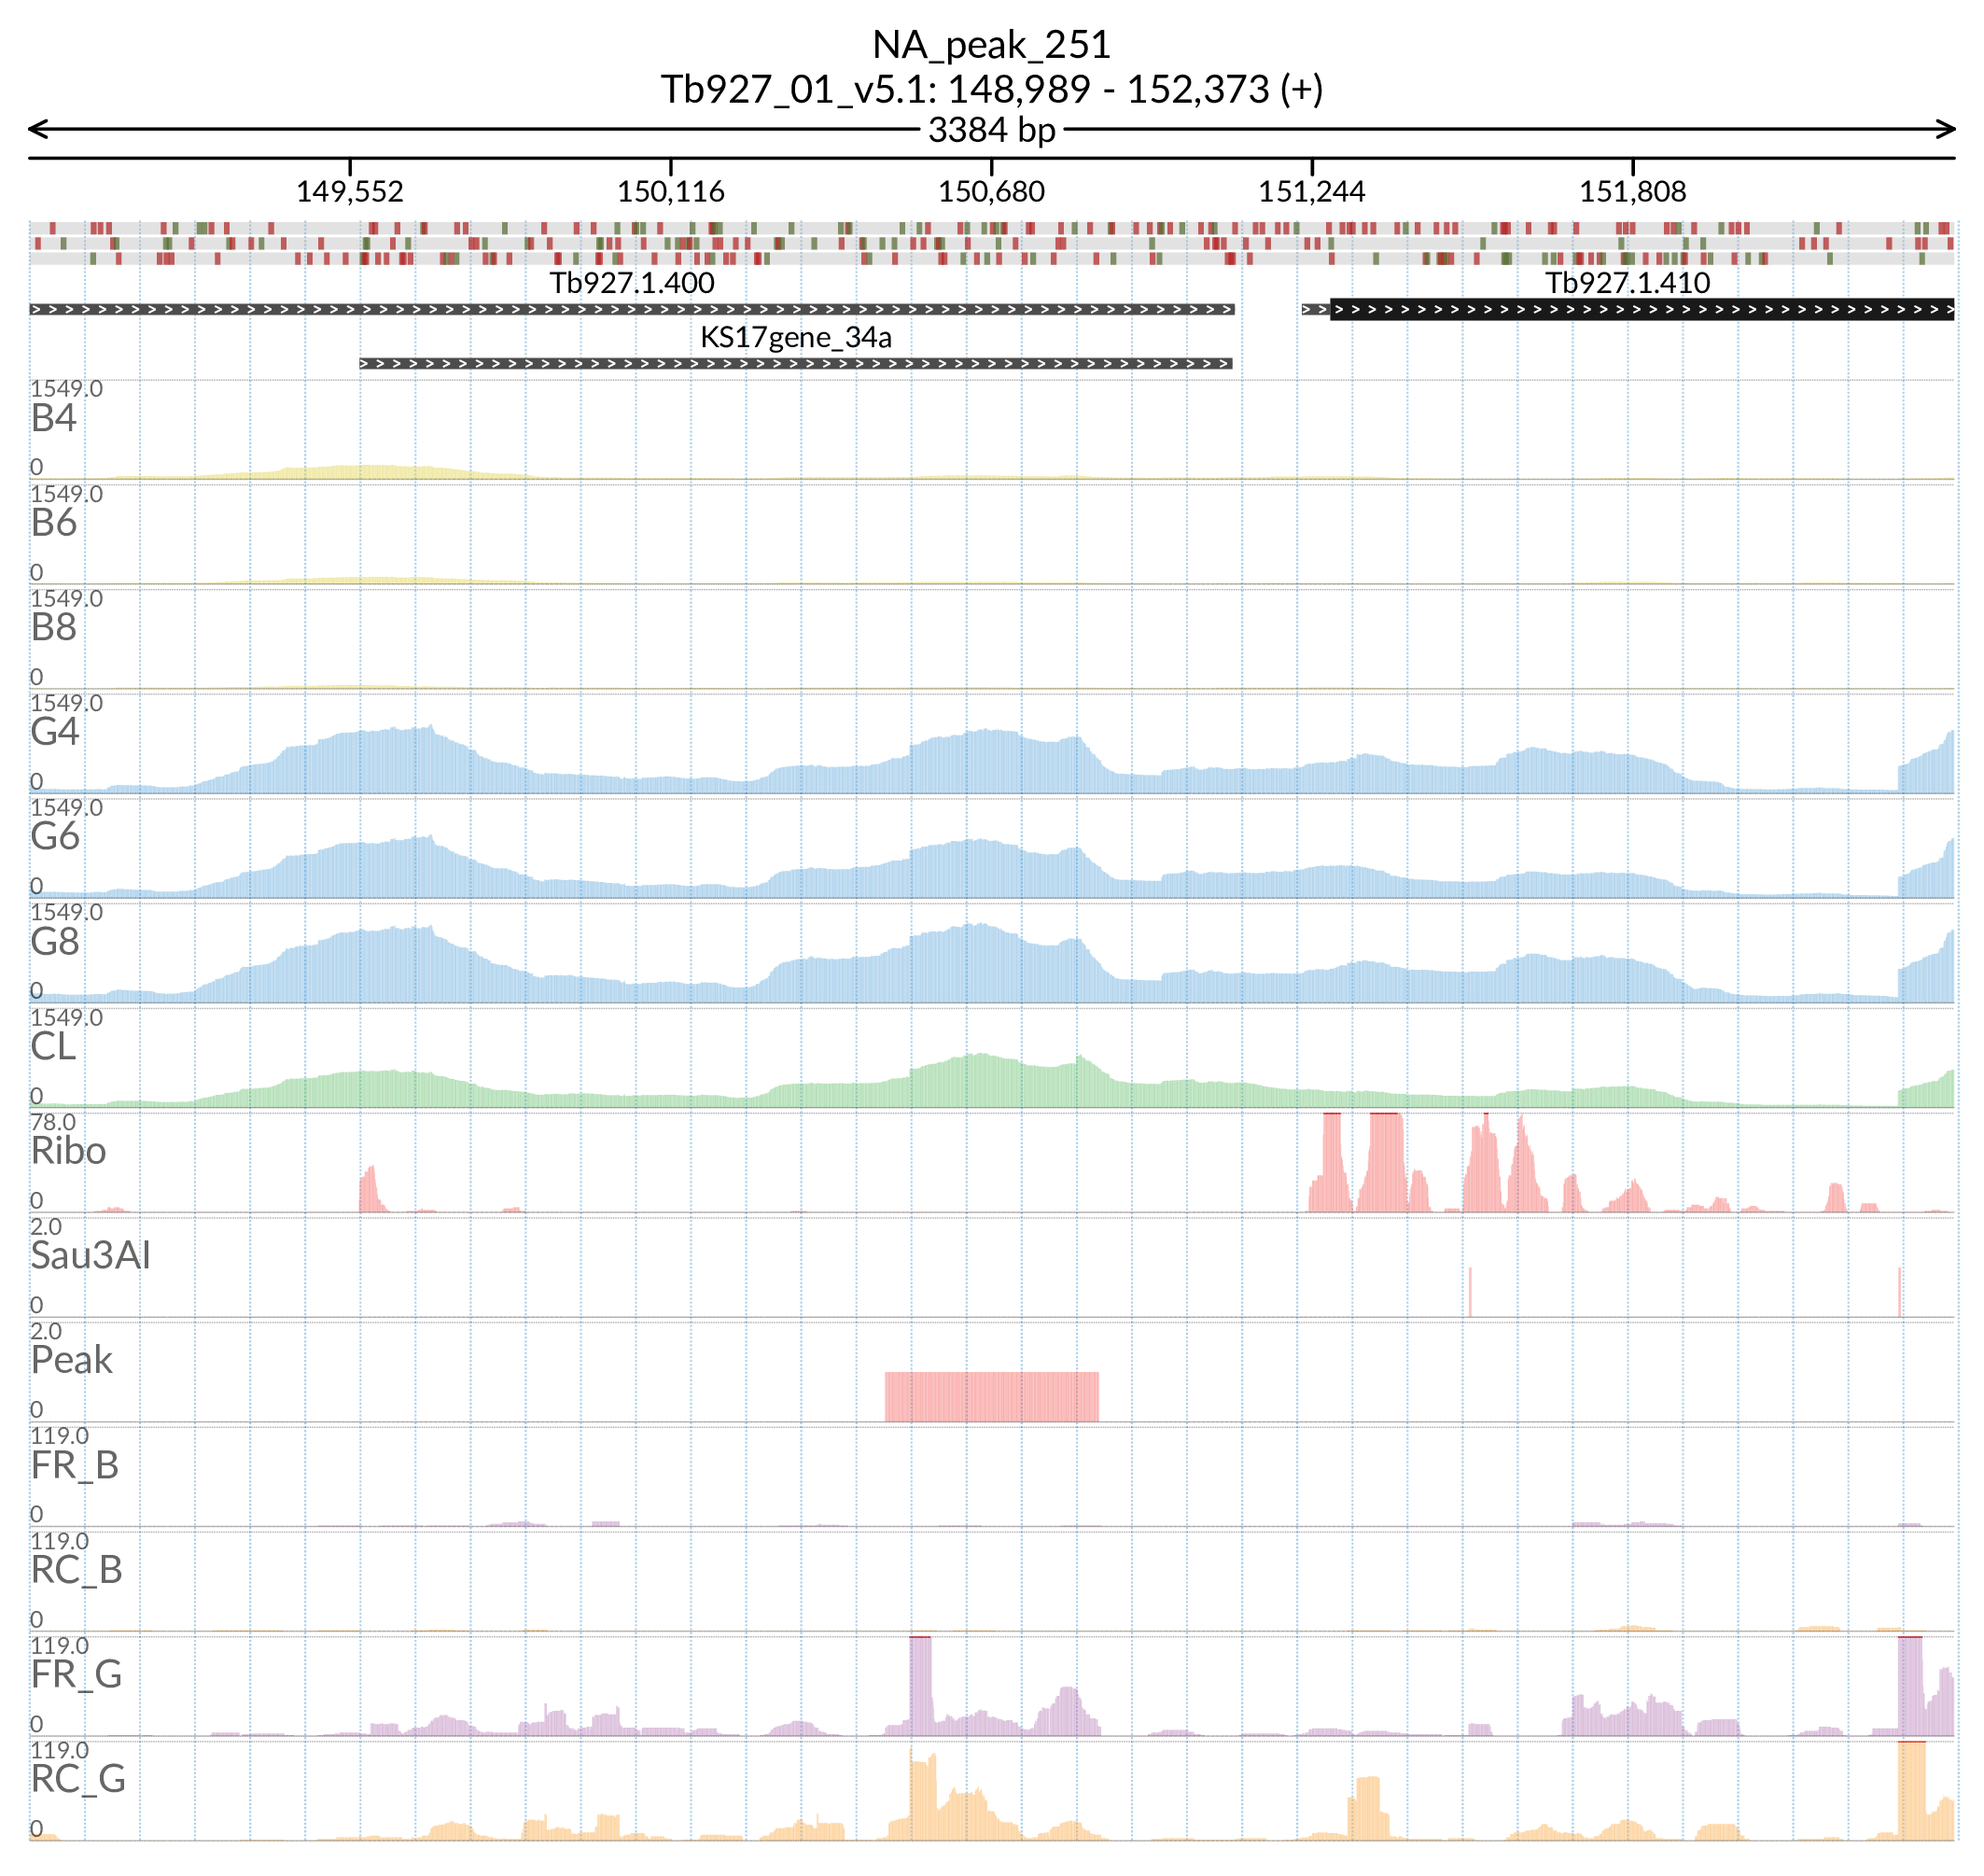 NA_peak_251
Tb927_01_v5.1: 148,989 - 152,373 (+)
3384 bp
149,552 150,116 150,680 151,244 151,808
Tb927.1.400 Tb927.1.410
KS17gene_34a
1549.0
B4
0
1549.0
B6
0
1549.0
B8
0
1549.0
G4
0
1549.0
G6
0
1549.0
G8
0
1549.0
CL
0
78.0
Ribo
0
2.0
Sau3AI
0
2.0
Peak
0
119.0
FR_B
0
119.0
RC_B
0
119.0
FR_G
0
119.0
RC_G
0